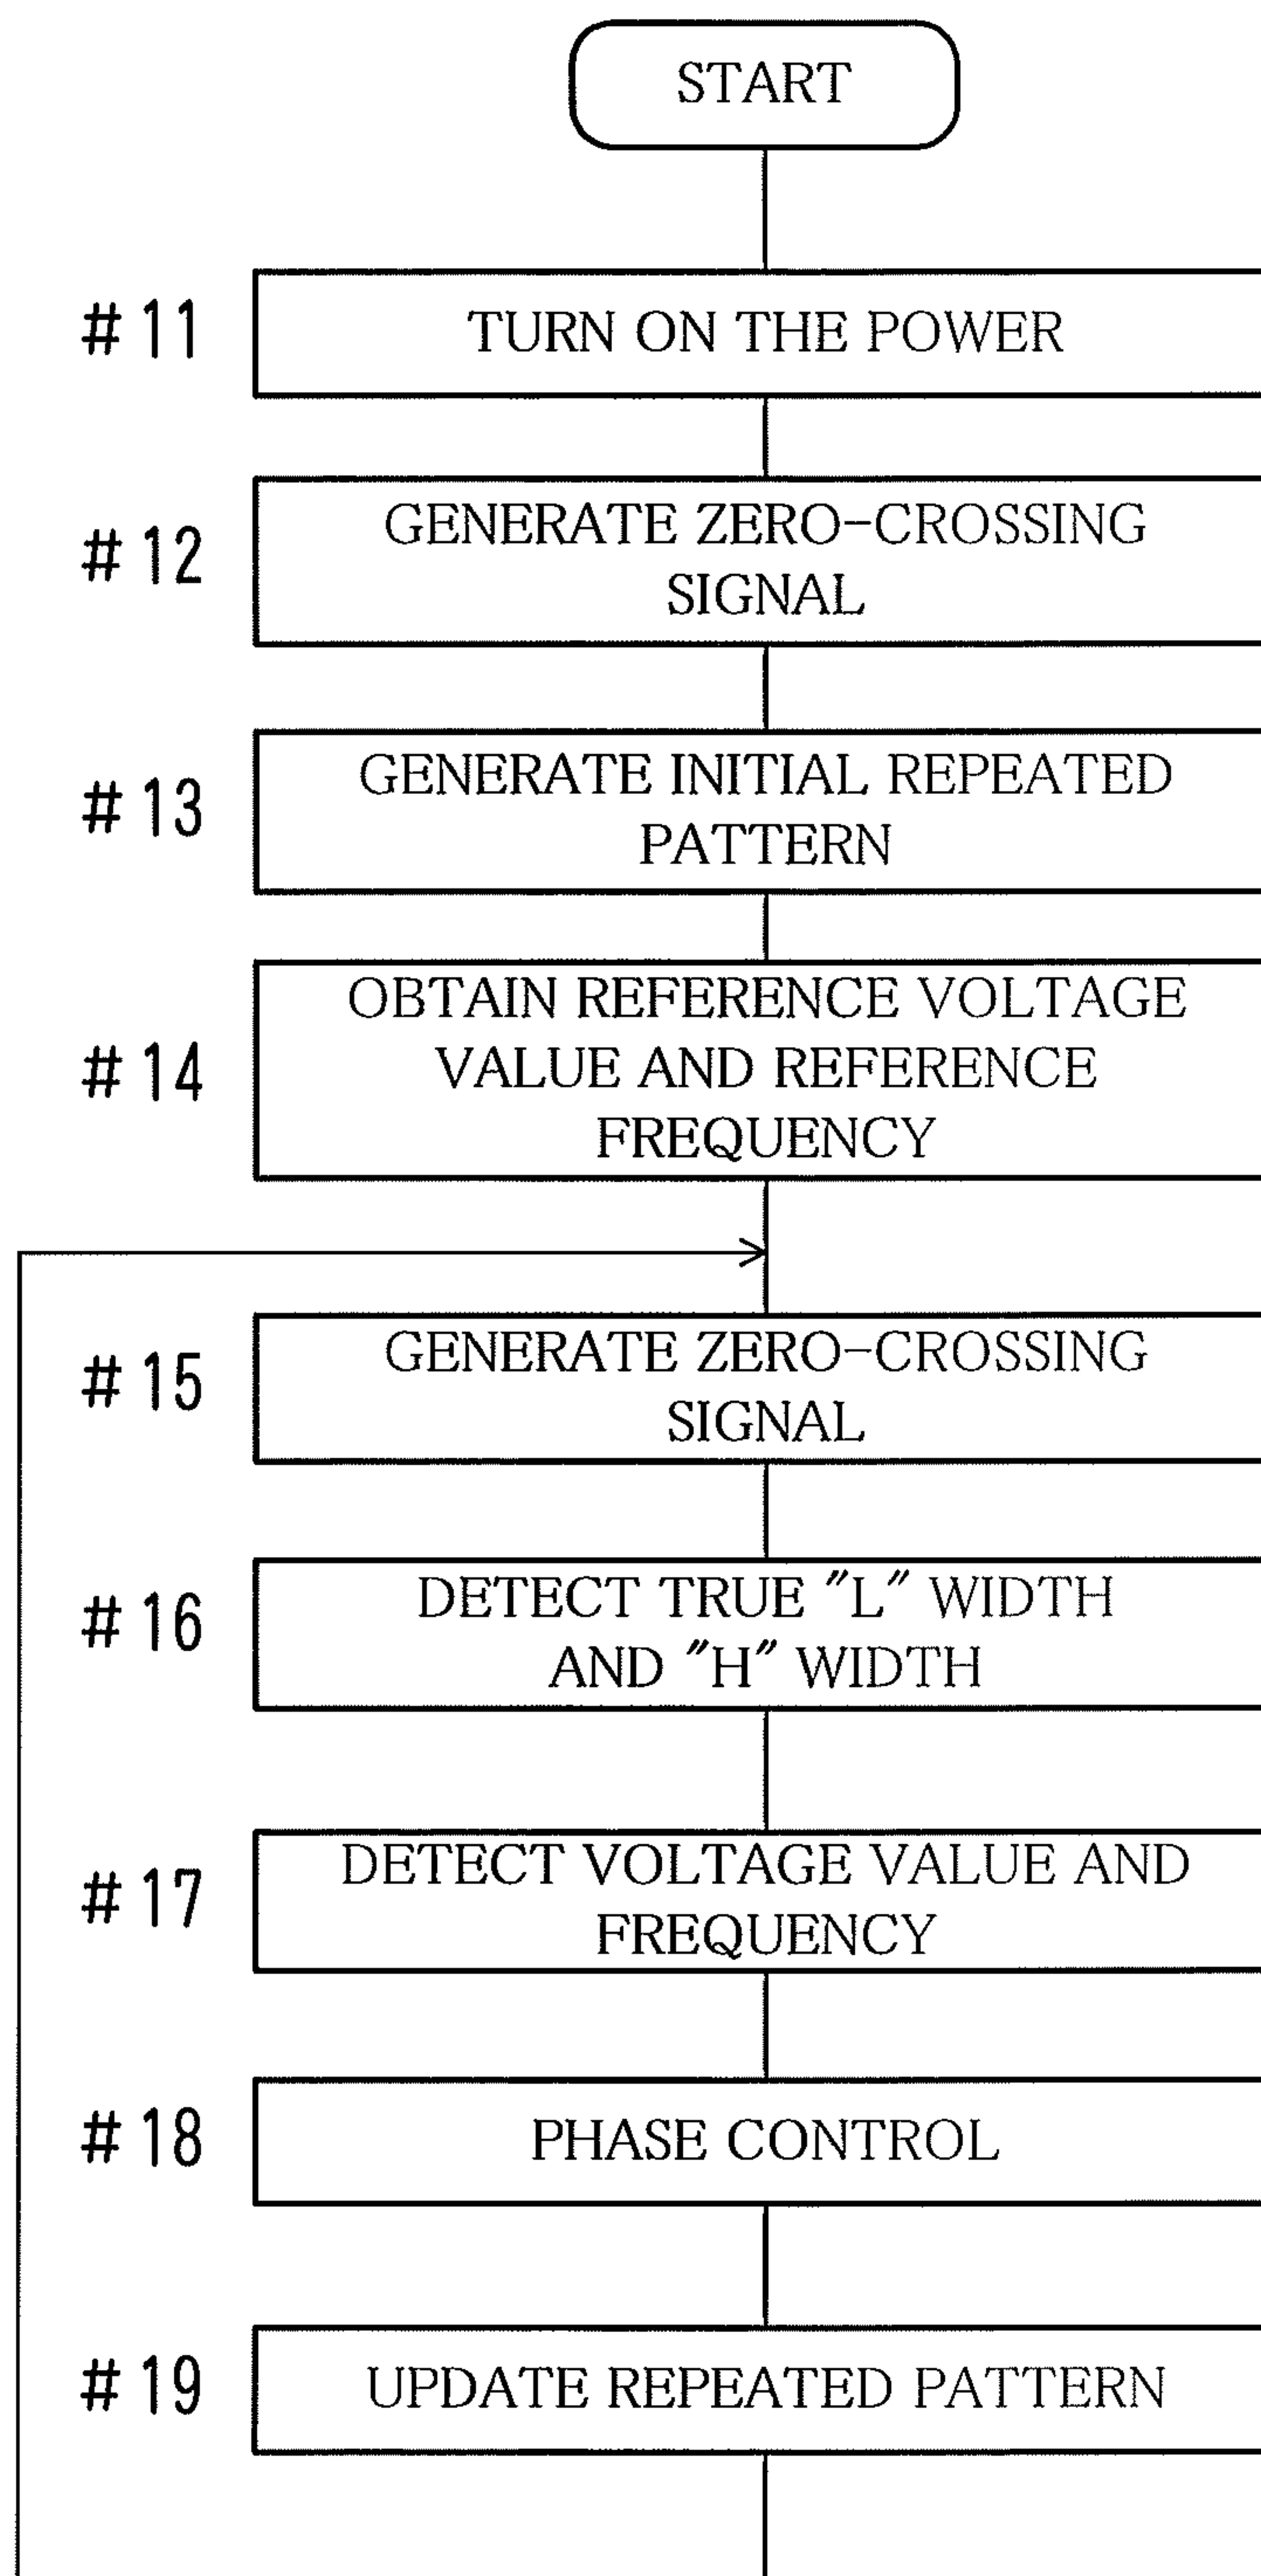 START
#11
TURN ON THE POWER
#12
GENERATE ZERO-CROSSING
SIGNAL
#13
GENERATE INITIAL REPEATED
PATTERN
#14
OBTAIN REFERENCE VOLTAGE
VALUE AND REFERENCE
FREQUENCY
#15
GENERATE ZERO-CROSSING
SIGNAL
#16
DETECT TRUE "L" WIDTH
AND "H" WIDTH
#17
DETECT VOLTAGE VALUE AND
FREQUENCY
#18
PHASE CONTROL
#19
UPDATE REPEATED PATTERN